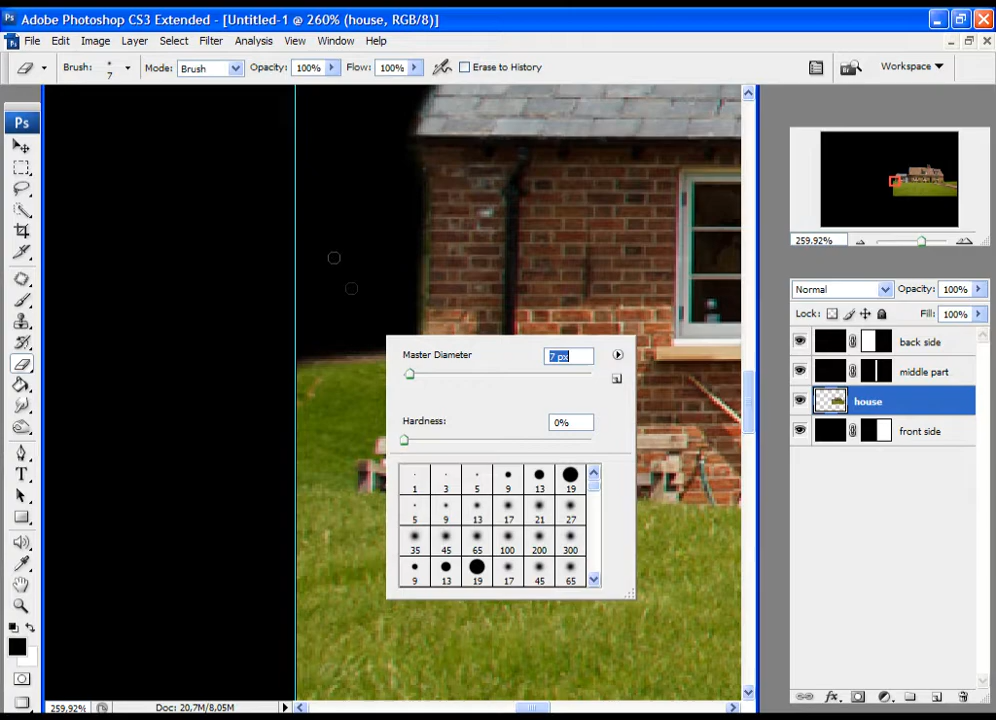 Adobe Photoshop CS3 Extended - [Untitled-1 @ 260% (house, RGB/8)]
File Edit Image Layer Select Filter Analysis View Window Help
Brush: 7 Mode: Brush Opacity: 100% Flow: 100% Erase to History Workspace
Ps
Master Diameter 7 px
Hardness: 0%
1 3 5 9 13 19
5 9 13 17 21 27
35 45 65 100 200 300
9 13 19 17 45 65
259.92%
Normal Opacity: 100%
Lock: Fill: 100%
back side
middle part
house
front side
259,92% Doc: 20,7M/8,05M